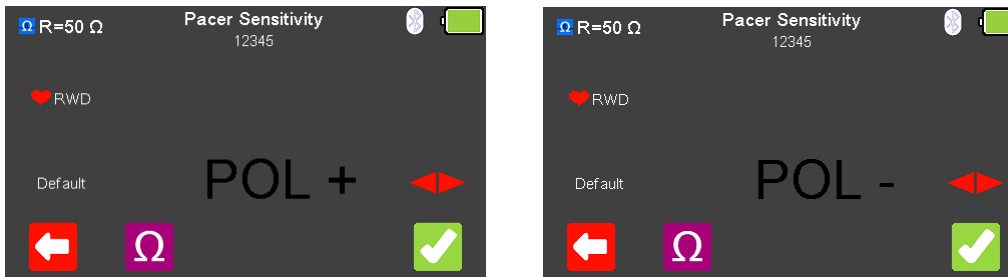 Ω R=50 Ω
Pacer Sensitivity
12345
RWD
Default
POL +
Ω
Ω R=50 Ω
Pacer Sensitivity
12345
RWD
Default
POL -
Ω